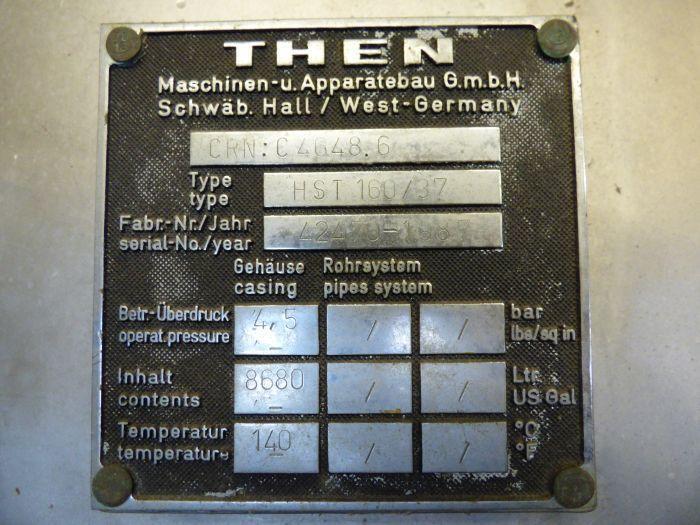 THEN
Maschinen-u. Apparatebau G.m.b.H.
Schwäb. Hall / West-Germany
CRN: C 4648.6
Type HST 160/37
type
Fabr.-Nr./Jahr
serial-No./year
Gehäuse Rohrsystem
casing pipes system
Betr.-Überdruck 4,5 / / bar
operat. pressure – lbs/sq in
Inhalt 8680 / / Ltr.
contents – US Gal
Temperatur 140 / / °C
temperature – °F